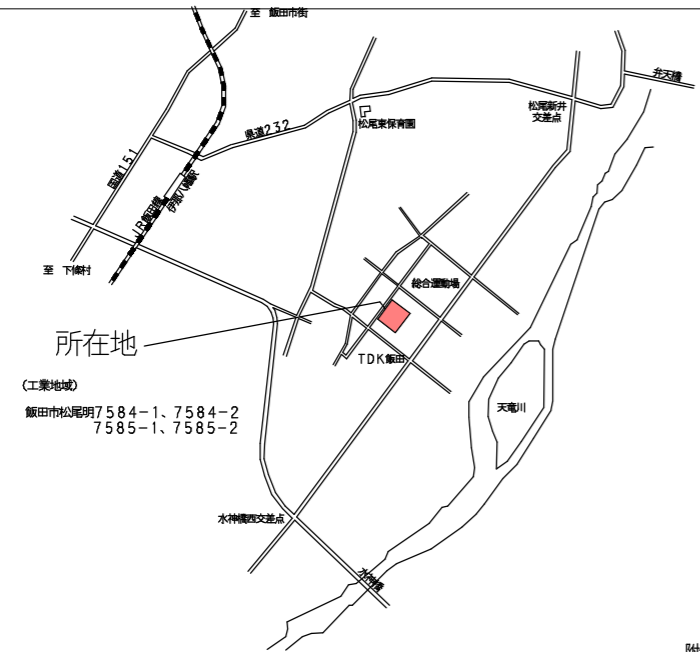 至 飯田市街
弁天橋
松尾新井
交差点
松尾東保育園
県道232
国道151
JR飯田線
伊那八幡駅
至 下條村
総合運動場
所在地
TDK飯田
(工業地域)
飯田市松尾明7584-1、7584-2
7585-1、7585-2
天竜川
水神橋西交差点
水神橋
附